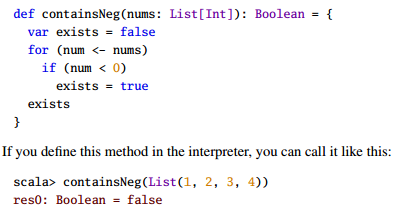 def containsNeg(nums: List[Int]): Boolean = {
  var exists = false
  for (num <- nums)
    if (num < 0)
      exists = true
  exists
}
If you define this method in the interpreter, you can call it like this:
scala> containsNeg(List(1, 2, 3, 4))
res0: Boolean = false